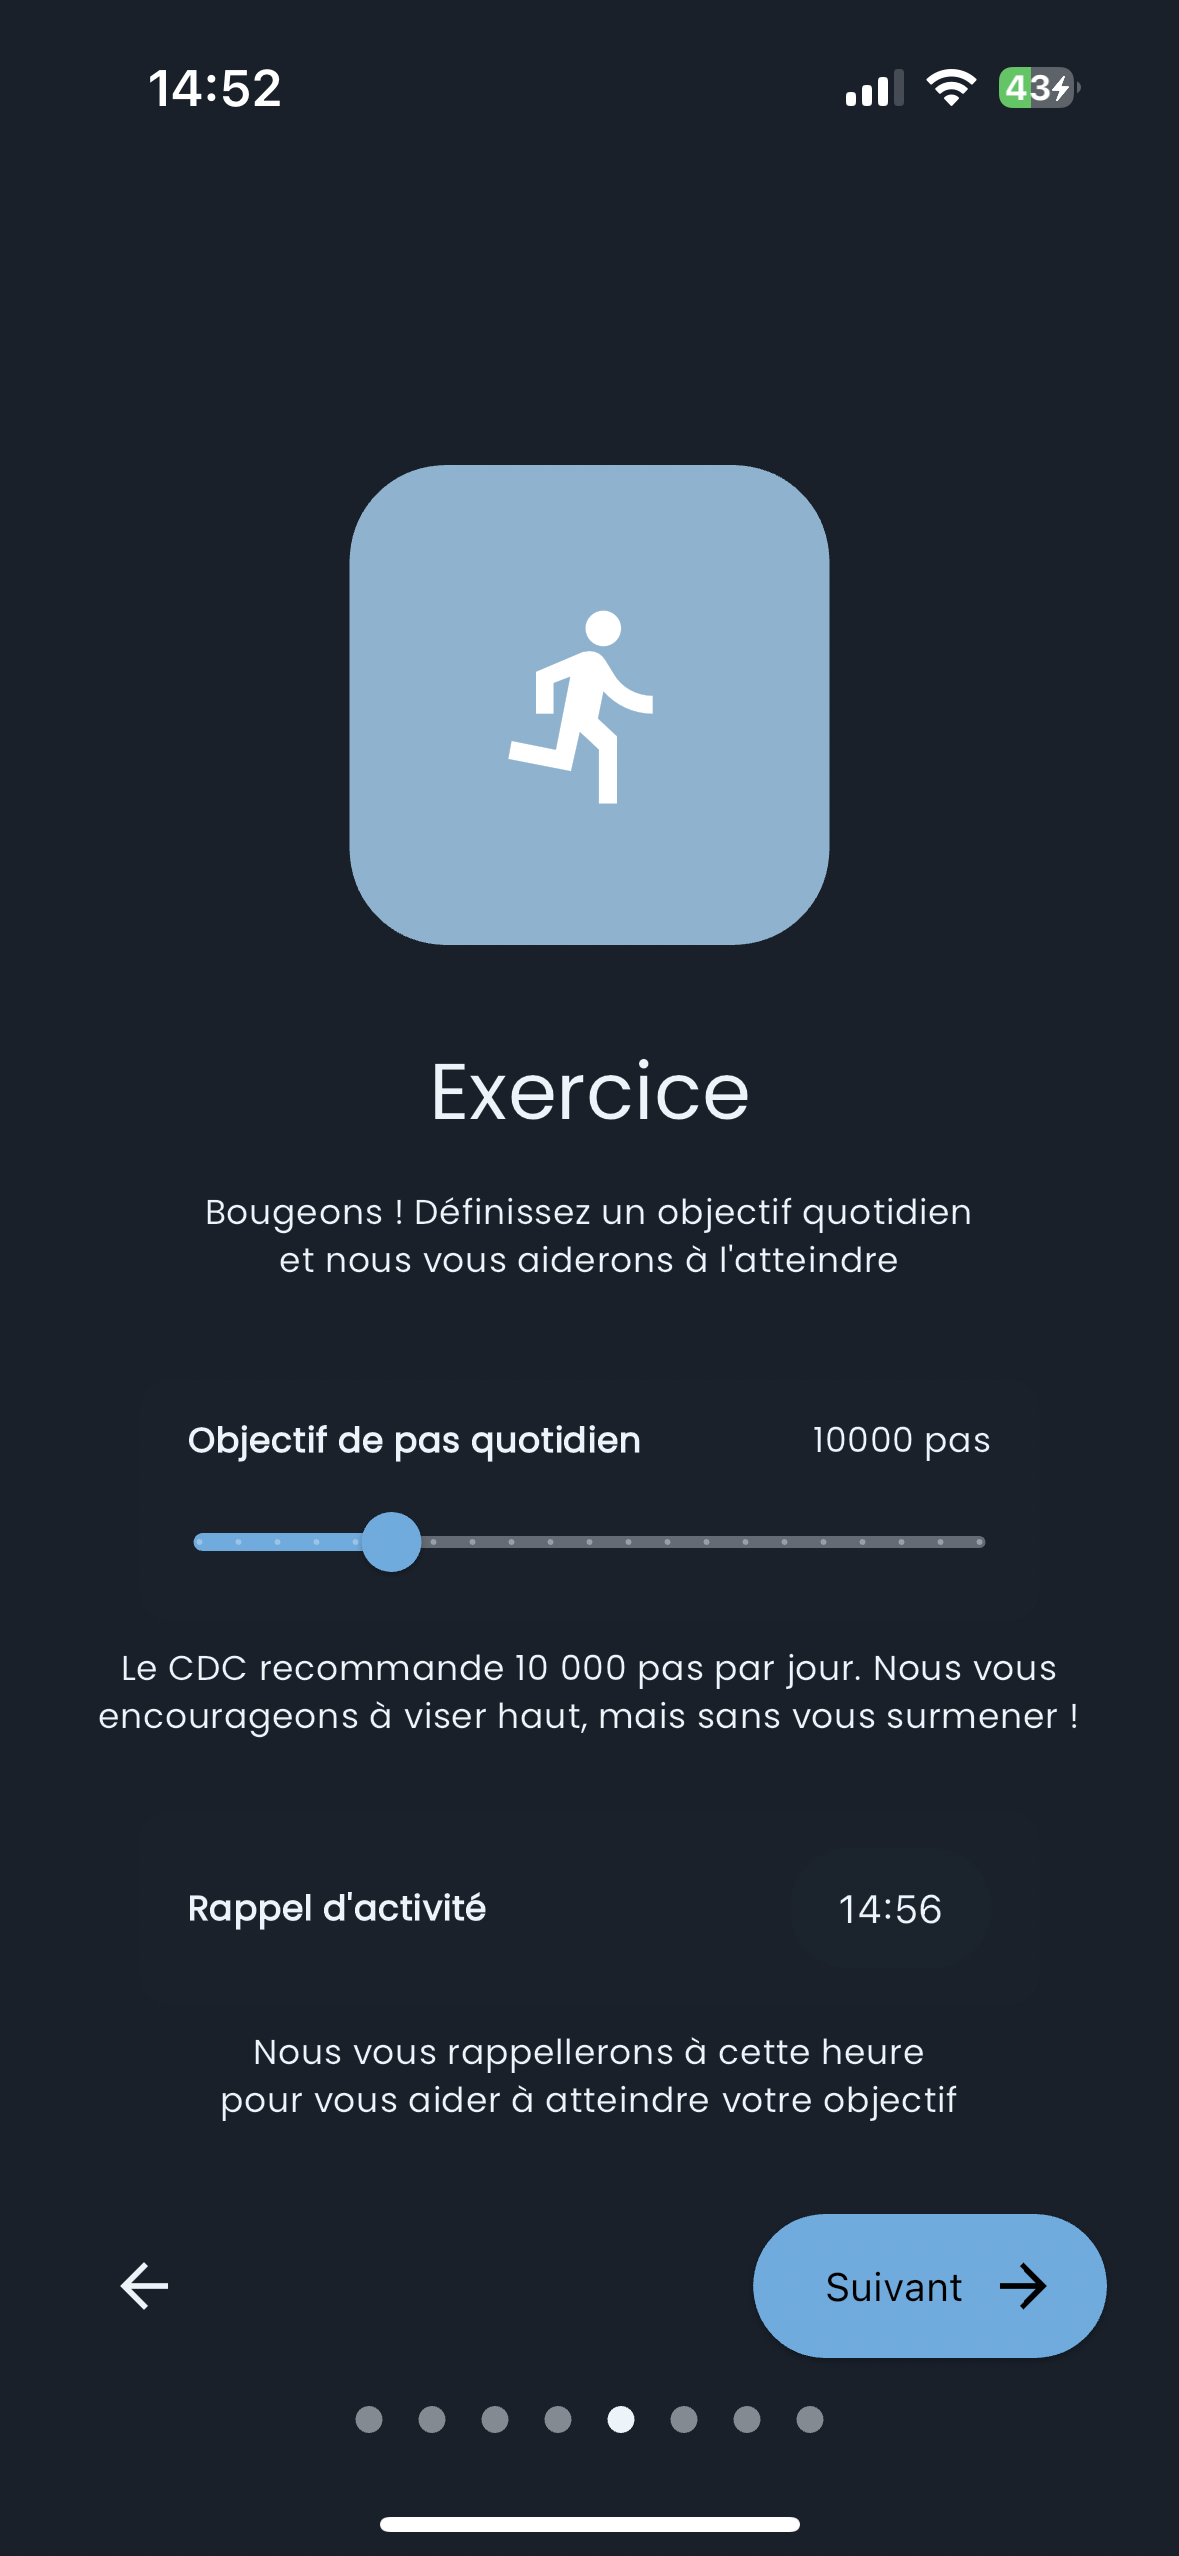 14:52
43
Exercice
Bougeons ! Définissez un objectif quotidien
et nous vous aiderons à l'atteindre
Objectif de pas quotidien 10000 pas
Le CDC recommande 10 000 pas par jour. Nous vous
encourageons à viser haut, mais sans vous surmener !
Rappel d'activité 14:56
Nous vous rappellerons à cette heure
pour vous aider à atteindre votre objectif
Suivant